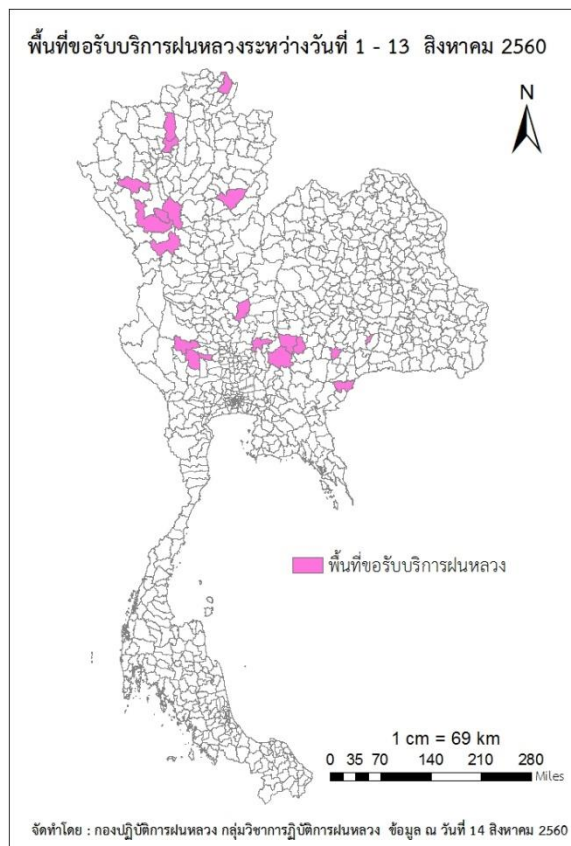 พื้นที่ขอรับบริการฝนหลวงระหว่างวันที่ 1 - 13 สิงหาคม 2560
N
พื้นที่ขอรับบริการฝนหลวง
1 cm = 69 km
0 35 70 140 210 280
Miles
จัดทำโดย : กองปฏิบัติการฝนหลวง กลุ่มวิชาการฏิบัติการฝนหลวง ข้อมูล ณ วันที่ 14 สิงหาคม 2560